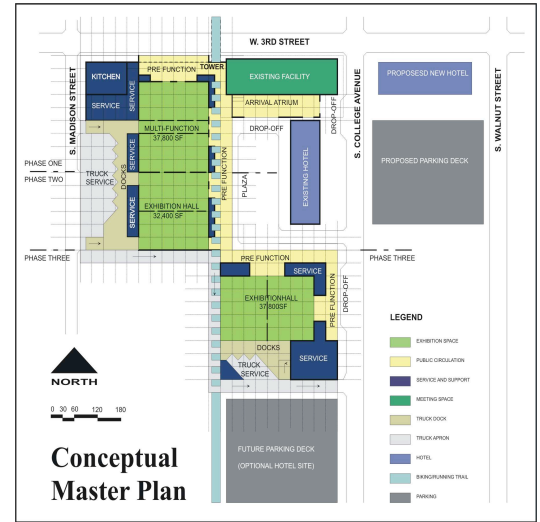 W. 3RD STREET
S. MADISON STREET
KITCHEN
SERVICE
SERVICE
PRE FUNCTION
TOWER
EXISTING FACILITY
ARRIVAL ATRIUM
DROP-OFF
DROP-OFF
S. COLLEGE AVENUE
PROPOSESD NEW HOTEL
S. WALNUT STREET
MULTI-FUNCTION
37,800 SF
PROPOSED PARKING DECK
EXISTING HOTEL
PHASE ONE
PHASE TWO
TRUCK
SERVICE
DOCKS
SERVICE
SERVICE
PRE FUNCTION
PLAZA
EXHIBITION HALL
32,400 SF
PHASE THREE
PHASE THREE
PRE FUNCTION
SERVICE
EXHIBITIONHALL
37800SF
PRE FUNCTION
DROP-OFF
DOCKS
SERVICE
TRUCK
SERVICE
FUTURE PARKING DECK
(OPTIONAL HOTEL SITE)
NORTH
0 30 60 120 180
Conceptual
Master Plan
LEGEND
EXHIBITION SPACE
PUBLIC CIRCULATION
SERVICE AND SUPPORT
MEETING SPACE
TRUCK DOCK
TRUCK APRON
HOTEL
BIKING/RUNNING TRAIL
PARKING